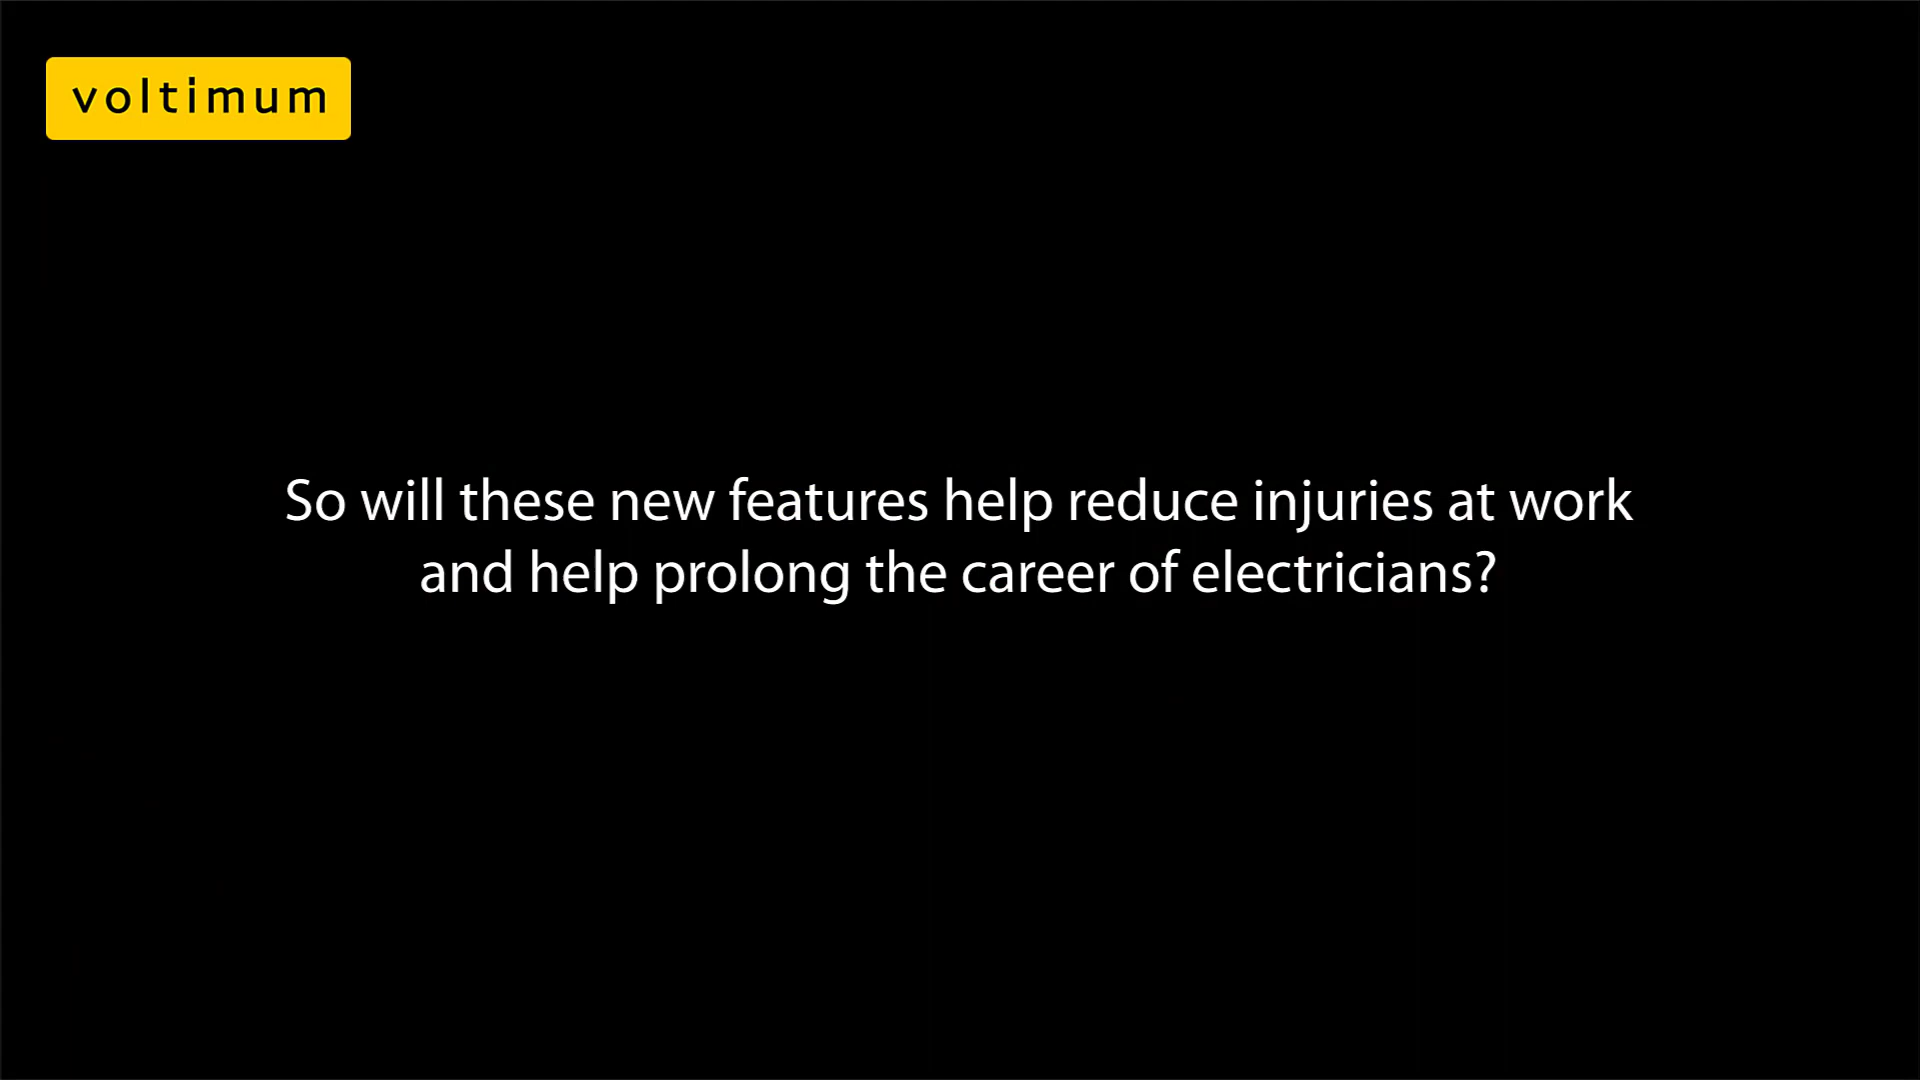 voltimum
So will these new features help reduce injuries at work
and help prolong the career of electricians?